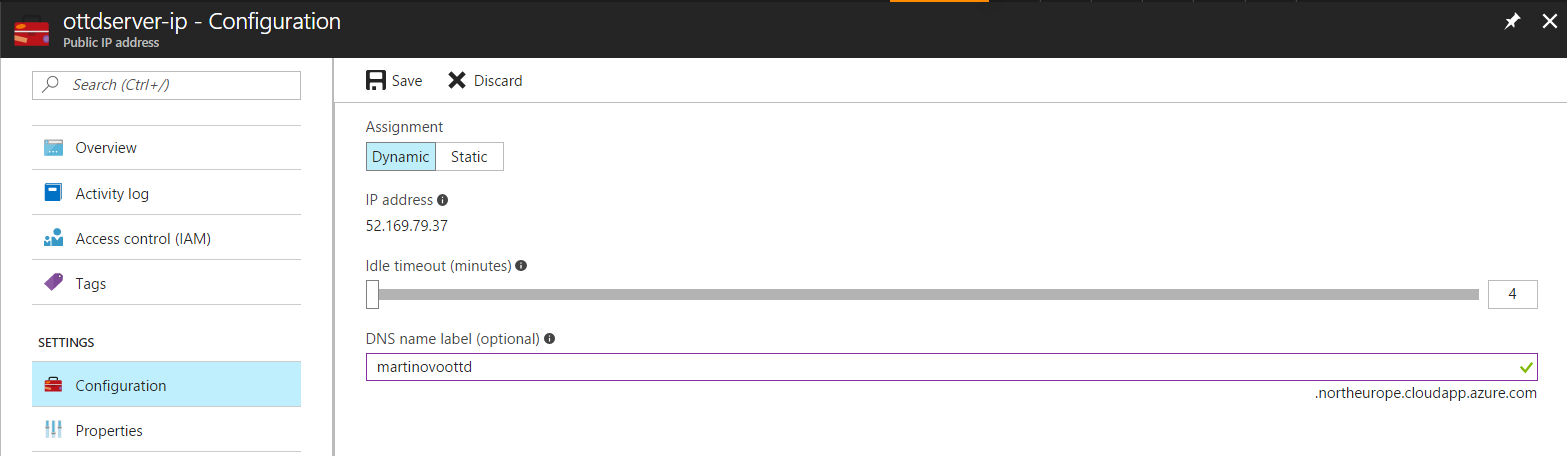 ottdserver-ip - Configuration
Public IP address
Search (Ctrl+/)
Overview
Activity log
Access control (IAM)
Tags
SETTINGS
Configuration
Properties
Save Discard
Assignment
Dynamic Static
IP address
52.169.79.37
Idle timeout (minutes)
4
DNS name label (optional)
martinovoottd
.northeurope.cloudapp.azure.com